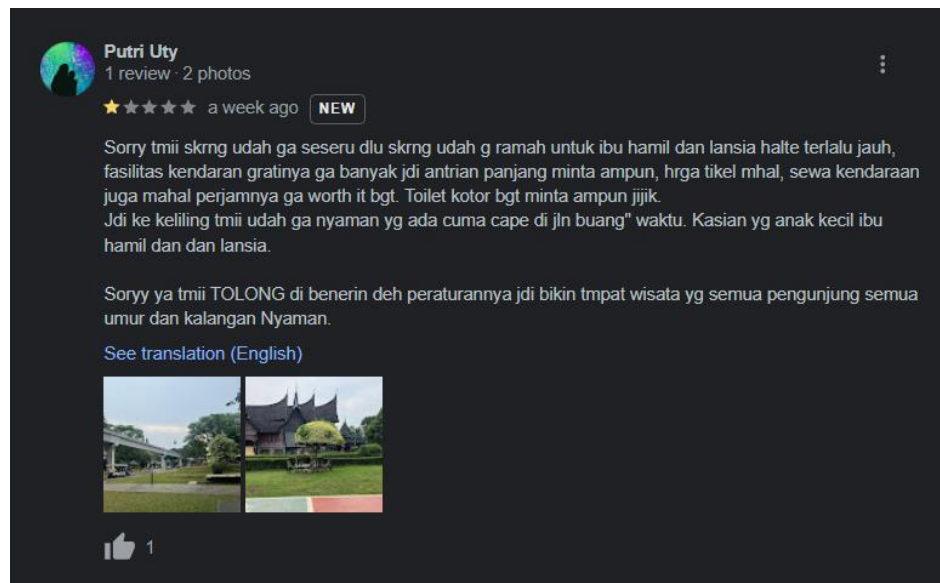 Putri Uty
1 review · 2 photos
a week ago NEW
Sorry tmii skrng udah ga seseru dlu skrng udah g ramah untuk ibu hamil dan lansia halte terlalu jauh,
fasilitas kendaran gratinya ga banyak jdi antrian panjang minta ampun, hrga tikel mhal, sewa kendaraan
juga mahal perjamnya ga worth it bgt. Toilet kotor bgt minta ampun jijik.
Jdi ke keliling tmii udah ga nyaman yg ada cuma cape di jln buang" waktu. Kasian yg anak kecil ibu
hamil dan dan lansia.
Soryy ya tmii TOLONG di benerin deh peraturannya jdi bikin tmpat wisata yg semua pengunjung semua
umur dan kalangan Nyaman.
See translation (English)
1